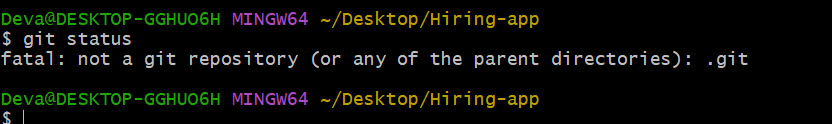 Deva@DESKTOP-GGHUO6H MINGW64 ~/Desktop/Hiring-app
$ git status
fatal: not a git repository (or any of the parent directories): .git
Deva@DESKTOP-GGHUO6H MINGW64 ~/Desktop/Hiring-app
$